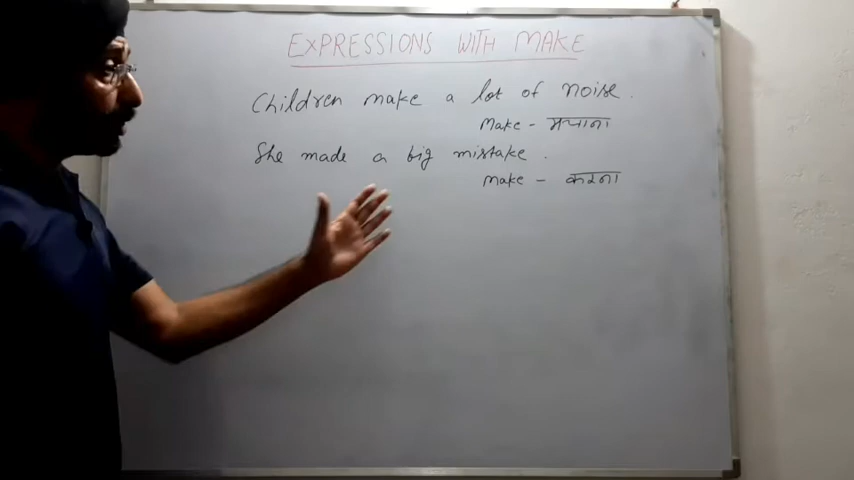 EXPRESSIONS WITH MAKE
Children make a lot of noise.
Make - मचाना
She made a big mistake.
make - करना